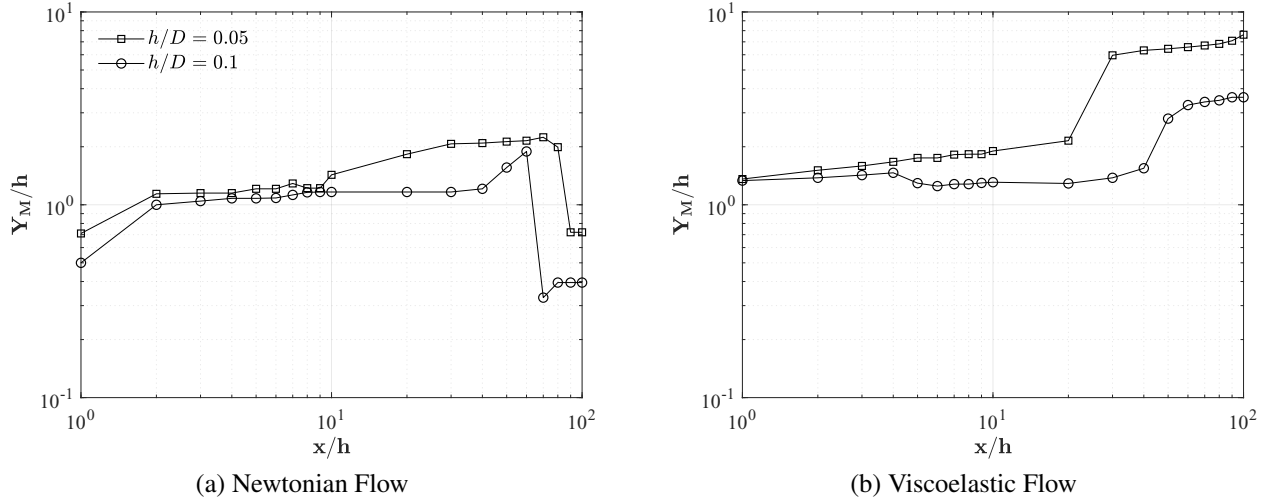 10^1
h/D = 0.05
h/D = 0.1
Y_M/h
10^0
10^-1
10^0
10^1
10^2
x/h
(a) Newtonian Flow
10^1
Y_M/h
10^0
10^-1
10^0
10^1
10^2
x/h
(b) Viscoelastic Flow